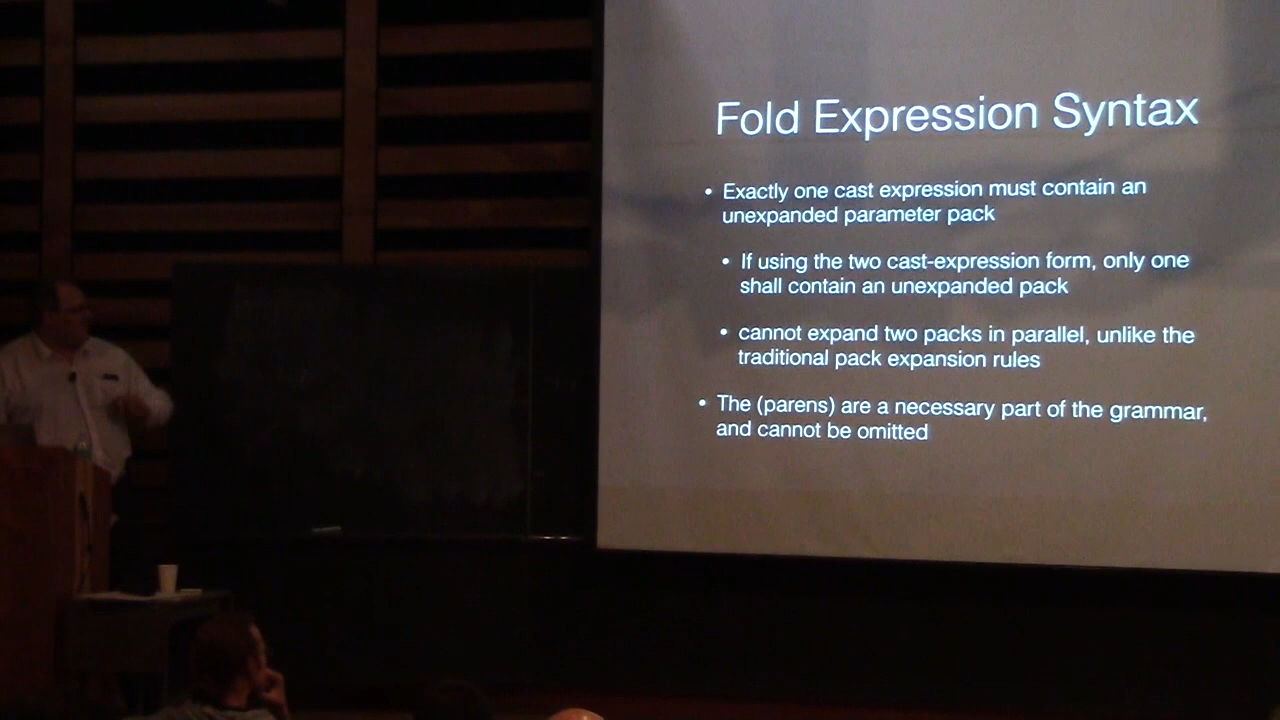 Fold Expression Syntax
• Exactly one cast expression must contain an
unexpanded parameter pack
• If using the two cast-expression form, only one
shall contain an unexpanded pack
• cannot expand two packs in parallel, unlike the
traditional pack expansion rules
• The (parens) are a necessary part of the grammar,
and cannot be omitted